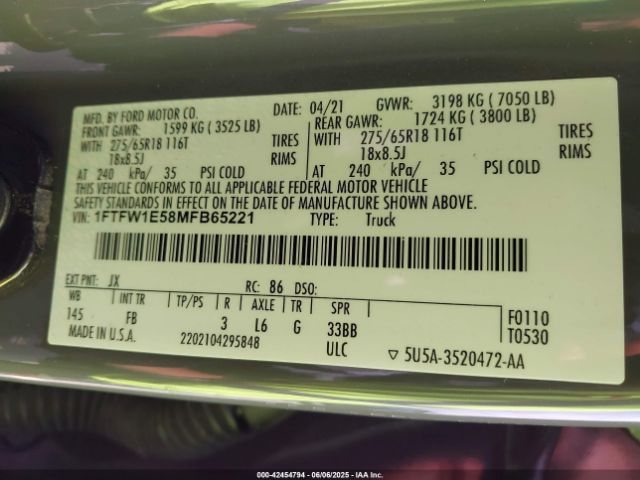 MFD. BY FORD MOTOR CO. DATE: 04/21 GVWR: 3198 KG ( 7050 LB)
FRONT GAWR: 1599 KG ( 3525 LB) REAR GAWR: 1724 KG ( 3800 LB)
WITH 275/65R18 116T TIRES WITH 275/65R18 116T TIRES
18x8.5J RIMS 18x8.5J RIMS
AT 240 kPa/ 35 PSI COLD AT 240 kPa/ 35 PSI COLD
THIS VEHICLE CONFORMS TO ALL APPLICABLE FEDERAL MOTOR VEHICLE
SAFETY STANDARDS IN EFFECT ON THE DATE OF MANUFACTURE SHOWN ABOVE.
VIN: 1FTFW1E58MFB65221 TYPE: Truck
EXT PNT: JX RC: 86 DSO:
WB INT TR TP/PS R AXLE TR SPR F0110
145 FB 3 L6 G 33BB T0530
MADE IN U.S.A. 2202104295848 ULC ▽ 5U5A-3520472-AA
000-42454794 - 06/06/2025 - IAA Inc.